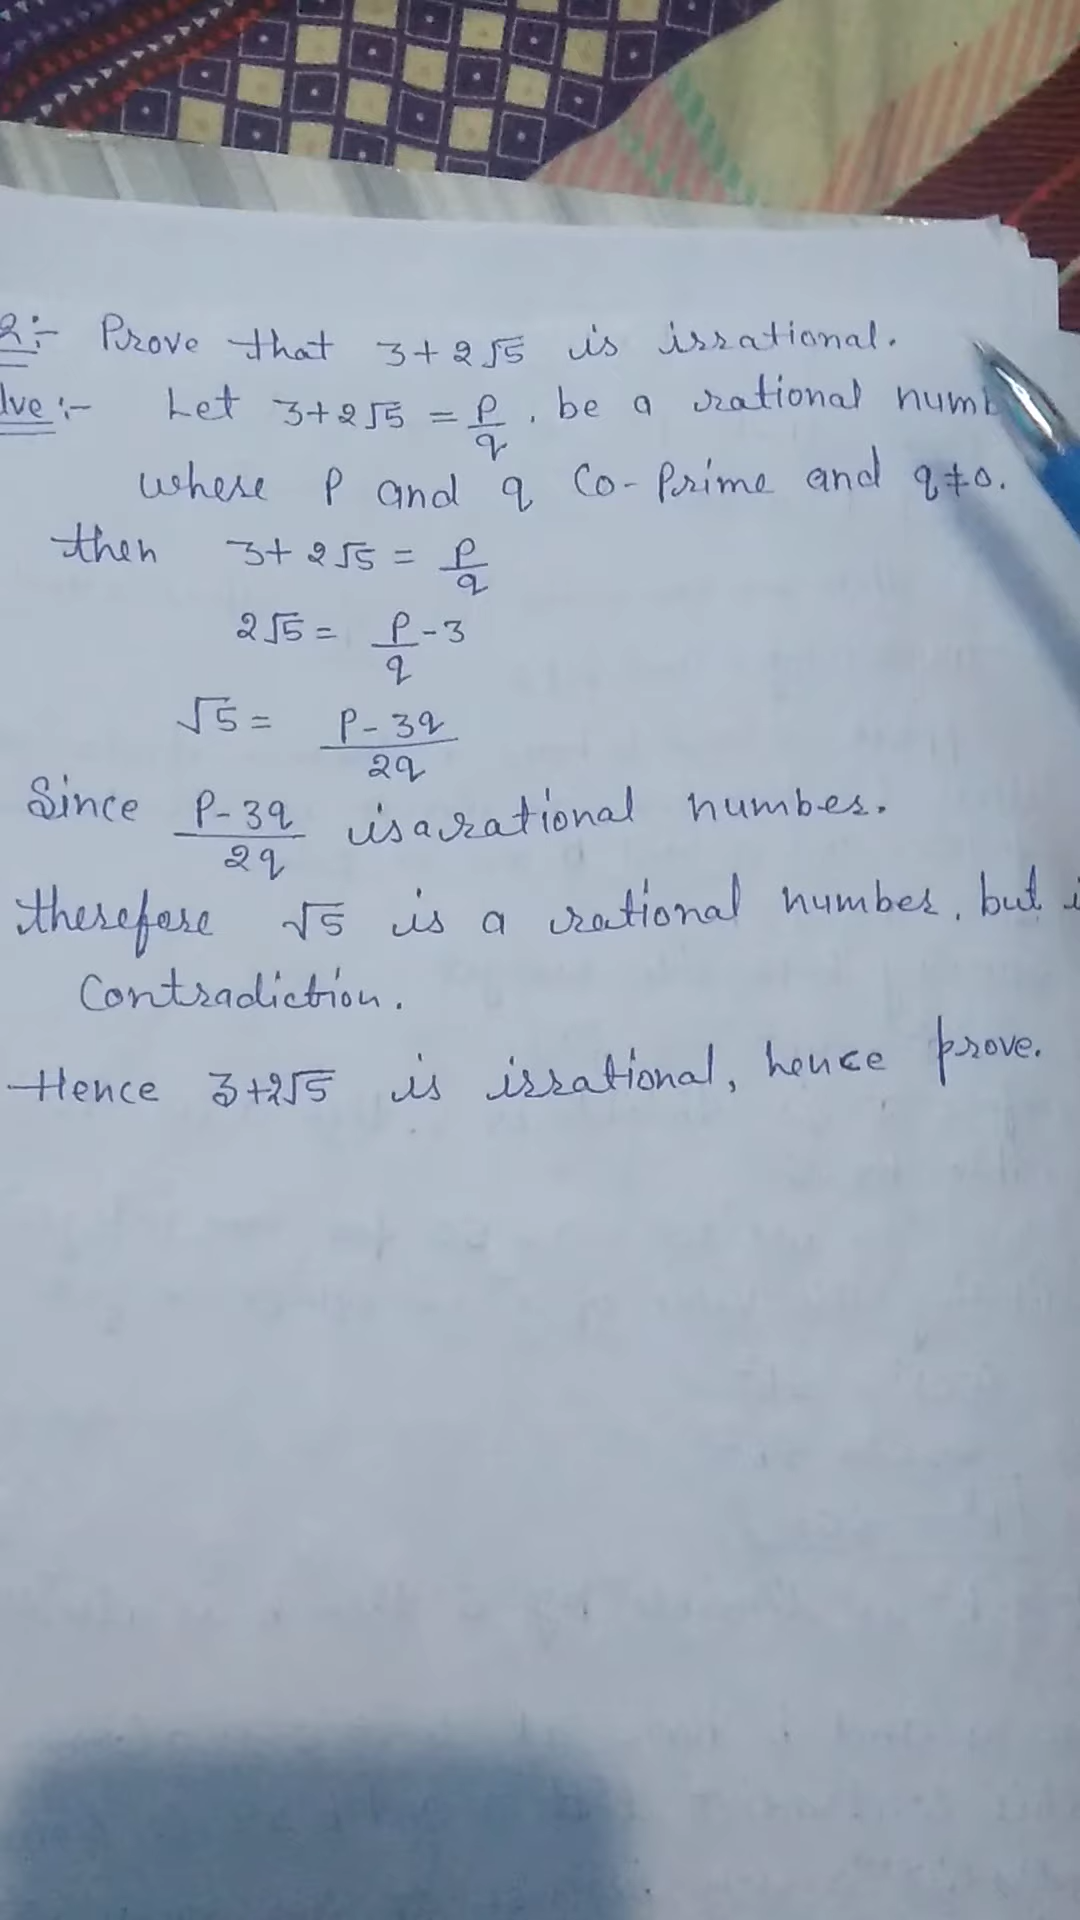 2:- Prove that 3+2√5 is irrational.
lve:- Let 3+2√5 = P/q, be a rational numb
where P and q Co-Prime and q≠0.
then 3+2√5 = P/q
2√5 = P/q - 3
√5 = P-3q/2q
Since P-3q/2q is a rational number.
therefore √5 is a rational number, but i
Contradiction.
Hence 3+2√5 is irrational, hence prove.